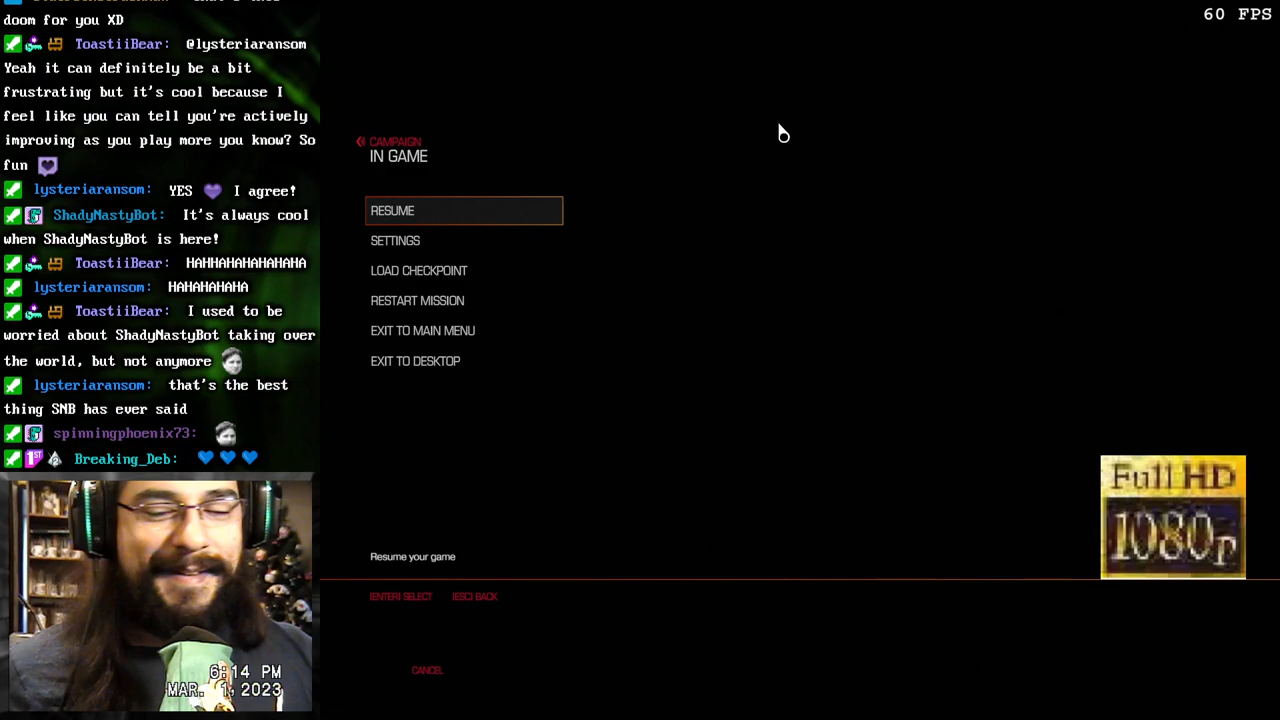 doom for you XD
ToastiiBear: @lysteriaransom
Yeah it can definitely be a bit
frustrating but it's cool because I
feel like you can tell you're actively
improving as you play more you know? So
fun
lysteriaransom: YES I agree!
ShadyNastyBot: It's always cool
when ShadyNastyBot is here!
ToastiiBear: HAHHAHAHAHAHA
lysteriaransom: HAHAHAHAHA
ToastiiBear: I used to be
worried about ShadyNastyBot taking over
the world, but not anymore
lysteriaransom: that's the best
thing SNB has ever said
spinningphoenix73:
1ST Breaking_Deb:
6:14 PM
MAR. 1, 2023
60 FPS
CAMPAIGN
IN GAME
RESUME
SETTINGS
LOAD CHECKPOINT
RESTART MISSION
EXIT TO MAIN MENU
EXIT TO DESKTOP
Full HD
1080p
Resume your game
[ENTER] SELECT [ESC] BACK
CANCEL